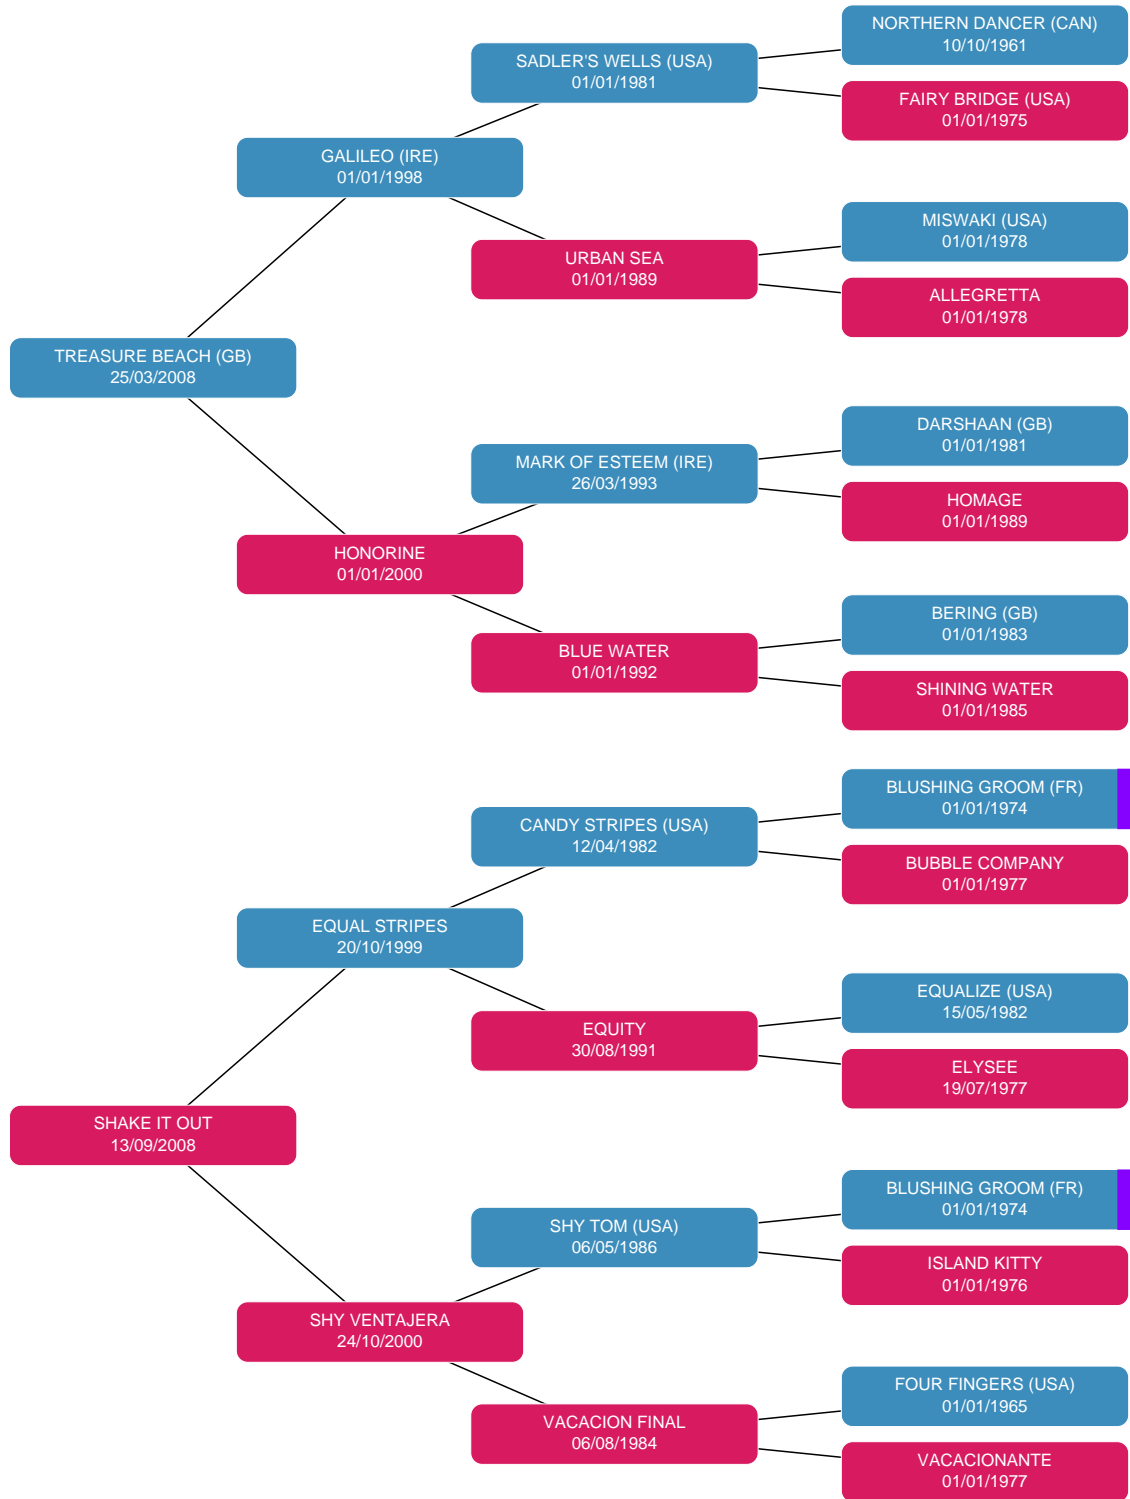 NORTHERN DANCER (CAN)
10/10/1961
SADLER'S WELLS (USA)
01/01/1981
FAIRY BRIDGE (USA)
01/01/1975
GALILEO (IRE)
01/01/1998
MISWAKI (USA)
01/01/1978
URBAN SEA
01/01/1989
ALLEGRETTA
01/01/1978
TREASURE BEACH (GB)
25/03/2008
DARSHAAN (GB)
01/01/1981
MARK OF ESTEEM (IRE)
26/03/1993
HOMAGE
01/01/1989
HONORINE
01/01/2000
BERING (GB)
01/01/1983
BLUE WATER
01/01/1992
SHINING WATER
01/01/1985
BLUSHING GROOM (FR)
01/01/1974
CANDY STRIPES (USA)
12/04/1982
BUBBLE COMPANY
01/01/1977
EQUAL STRIPES
20/10/1999
EQUALIZE (USA)
15/05/1982
EQUITY
30/08/1991
ELYSEE
19/07/1977
SHAKE IT OUT
13/09/2008
BLUSHING GROOM (FR)
01/01/1974
SHY TOM (USA)
06/05/1986
ISLAND KITTY
01/01/1976
SHY VENTAJERA
24/10/2000
FOUR FINGERS (USA)
01/01/1965
VACACION FINAL
06/08/1984
VACACIONANTE
01/01/1977